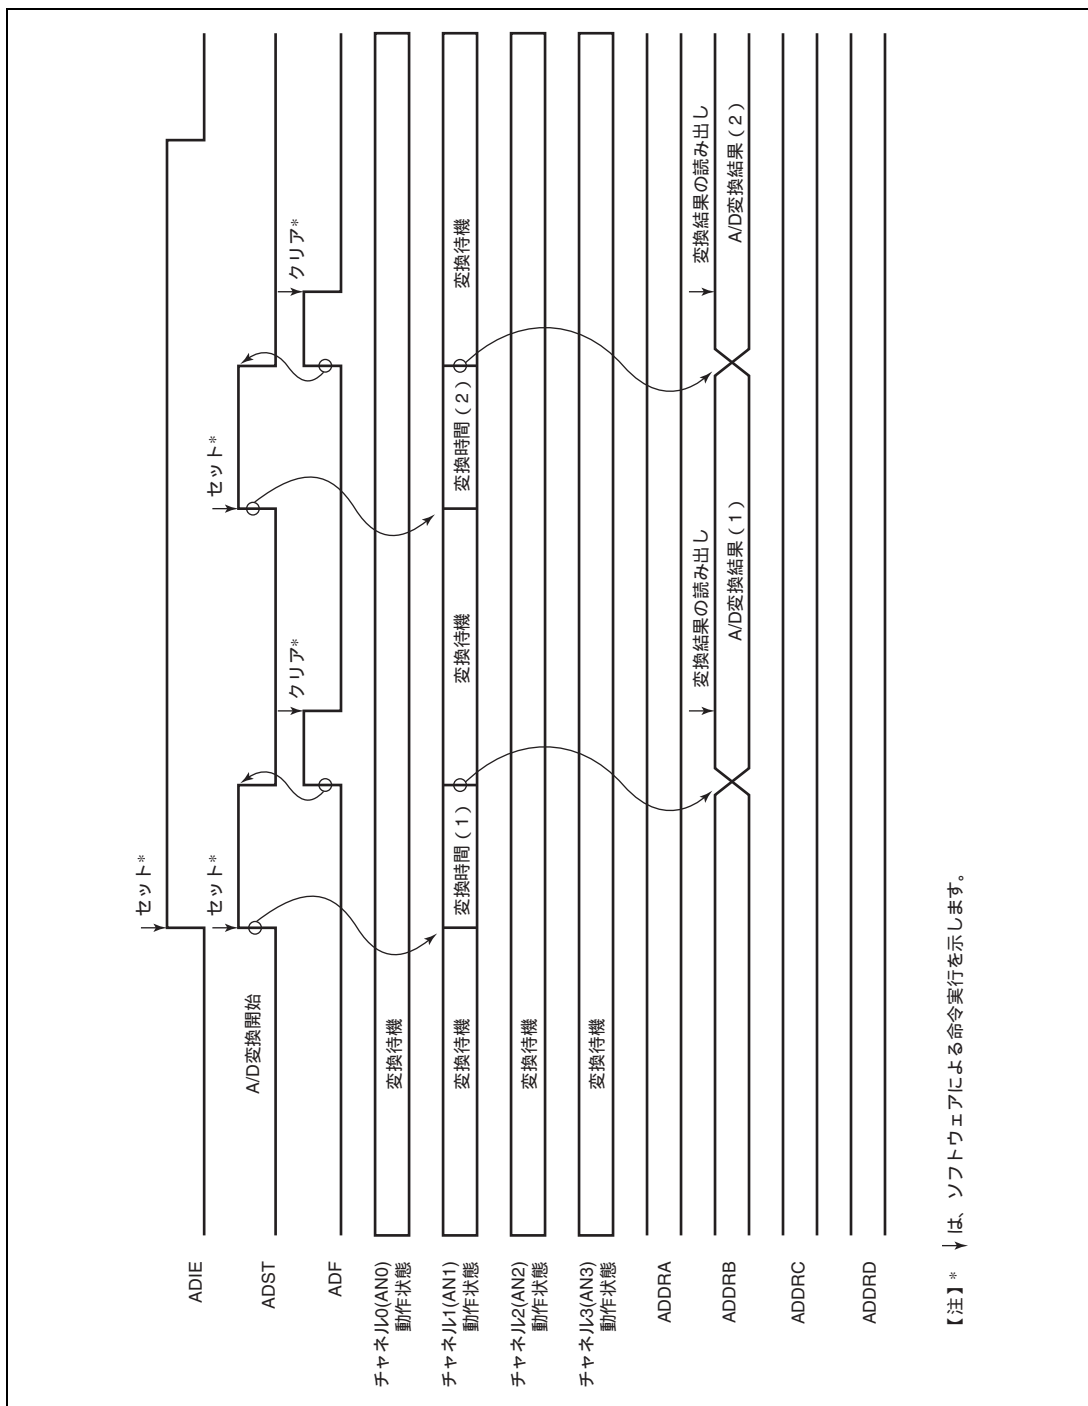 ADIE
セット*
ADST
A/D変換開始
セット*
セット*
ADF
クリア*
クリア*
チャネル0(AN0)
動作状態
変換待機
チャネル1(AN1)
動作状態
変換待機
変換時間(1)
変換待機
変換時間(2)
変換待機
チャネル2(AN2)
動作状態
変換待機
チャネル3(AN3)
動作状態
変換待機
ADDRA
ADDRB
変換結果の読み出し
A/D変換結果(1)
変換結果の読み出し
A/D変換結果(2)
ADDRC
ADDRD
【注】* ↓ は、ソフトウェアによる命令実行を示します。